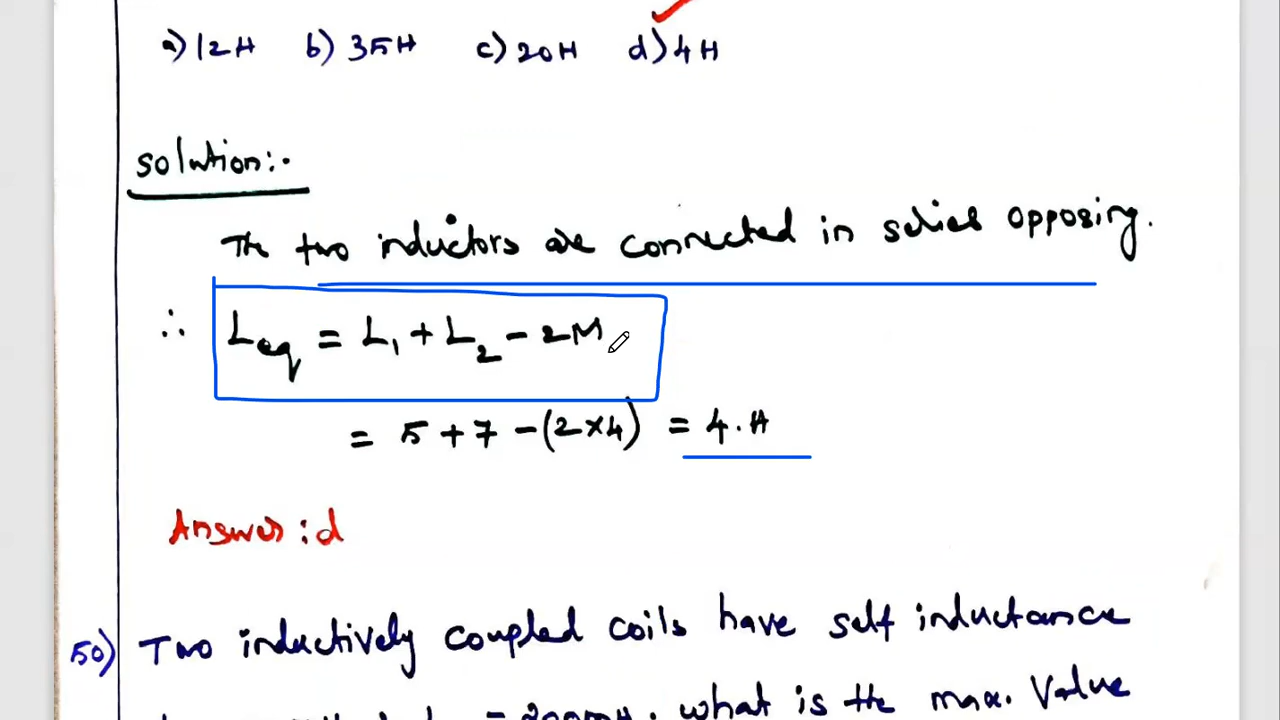 a) 12H b) 35H c) 20H d) 4H
Solution:-
The two inductors are connected in series opposing.
∴ Leq = L1 + L2 - 2M
= 5 + 7 - (2×4) = 4.H
Answer : d
50) Two inductively coupled coils have self inductance
what is the max. Value